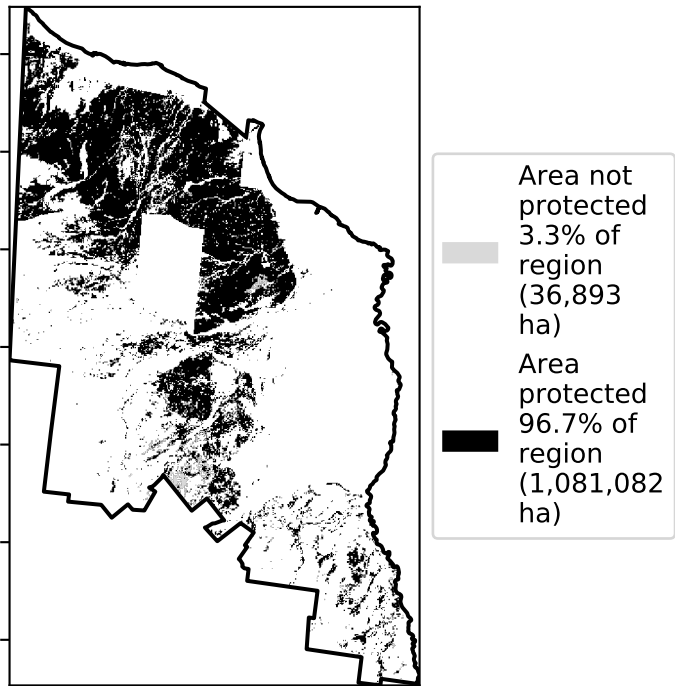 Area not
protected
3.3% of
region
(36,893
ha)
Area
protected
96.7% of
region
(1,081,082
ha)